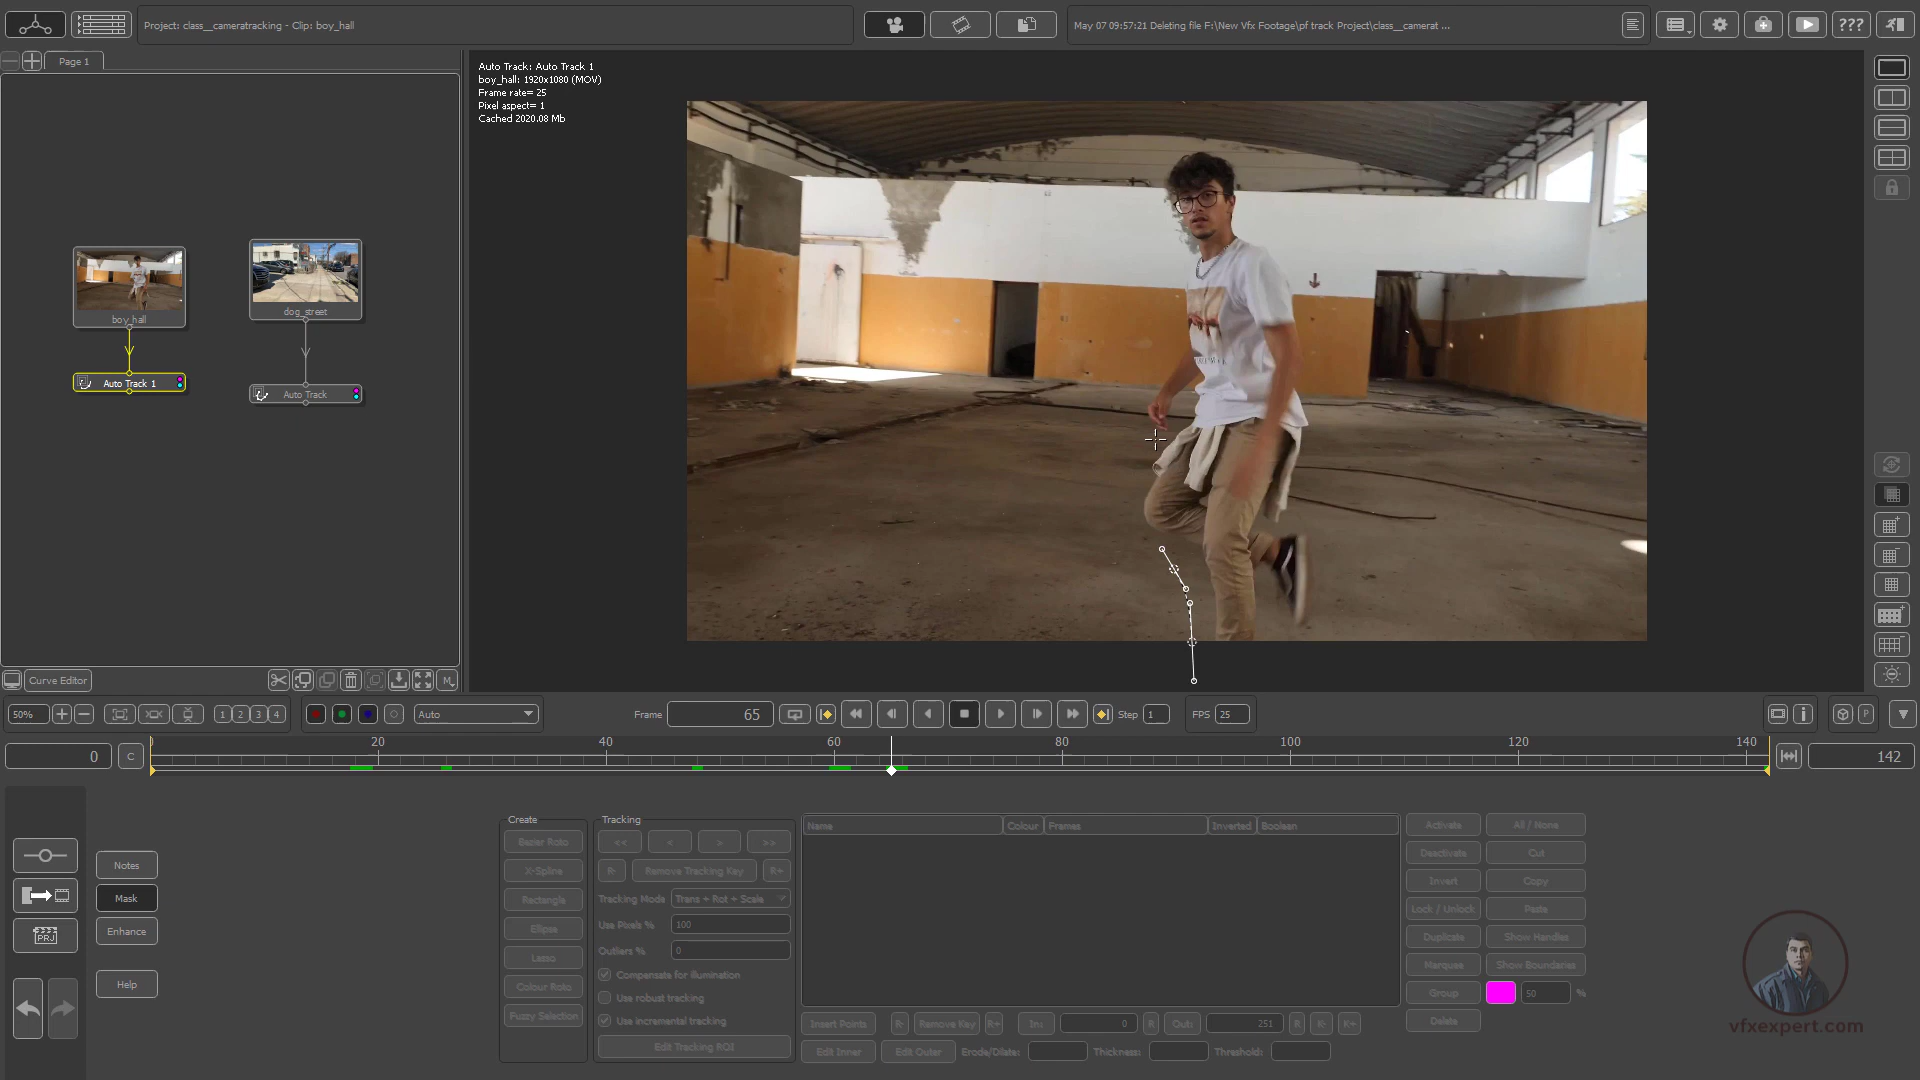 Project: class__cameratracking - Clip: boy_hall
May 07 09:57:21 Deleting file F:\New Vfx Footage\pf track Project\class__camerat ...
???
Page 1
Auto Track: Auto Track 1
boy_hall: 1920x1080 (MOV)
Frame rate= 25
Pixel aspect= 1
Cached 2020.08 Mb
boy_hall
dog_street
Auto Track 1
Auto Track
Curve Editor
M
50%
1 2 3 4
Auto
Frame 65
Step 1
FPS 25
P
0
C
20 40 60 80 100 120 140
142
Notes
Mask
Enhance
Help
PRJ
Create
Bezier Roto
X-Spline
Rectangle
Ellipse
Lasso
Colour Roto
Fuzzy Selection
Tracking
<< < > >>
R- Remove Tracking Key R+
Tracking Mode Trans + Rot + Scale
Use Pixels % 100
Outliers % 0
Compensate for illumination
Use robust tracking
Use incremental tracking
Edit Tracking ROI
Name Colour Frames Inverted Boolean
Insert Points R- Remove Key R+ Ins 0 R Out: 251 R K- K+
Edit Inner Edit Outer Erode/Dilate: Thickness: Threshold:
Activate All / None
Deactivate Cut
Invert Copy
Lock / Unlock Paste
Duplicate Show Handles
Marquee Show Boundaries
Group 50 %
Delete
vfxexpert.com